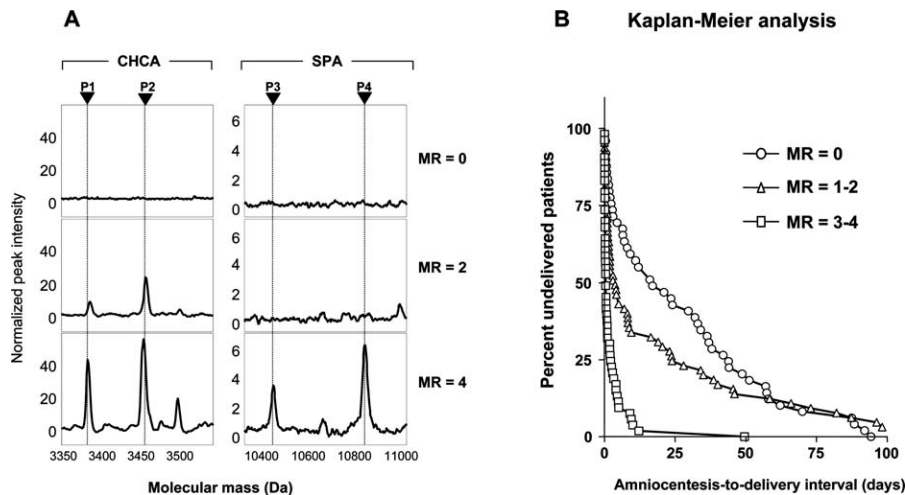 A
CHCA
SPA
P1
P2
P3
P4
40
20
0
6
4
2
0
MR = 0
40
20
0
6
4
2
0
MR = 2
40
20
0
6
4
2
0
MR = 4
Normalized peak intensity
3350 3400 3450 3500
10400 10600 10800 11000
Molecular mass (Da)
B
Kaplan-Meier analysis
100
75
50
25
0
Percent undelivered patients
MR = 0
MR = 1-2
MR = 3-4
0 25 50 75 100
Amniocentesis-to-delivery interval (days)